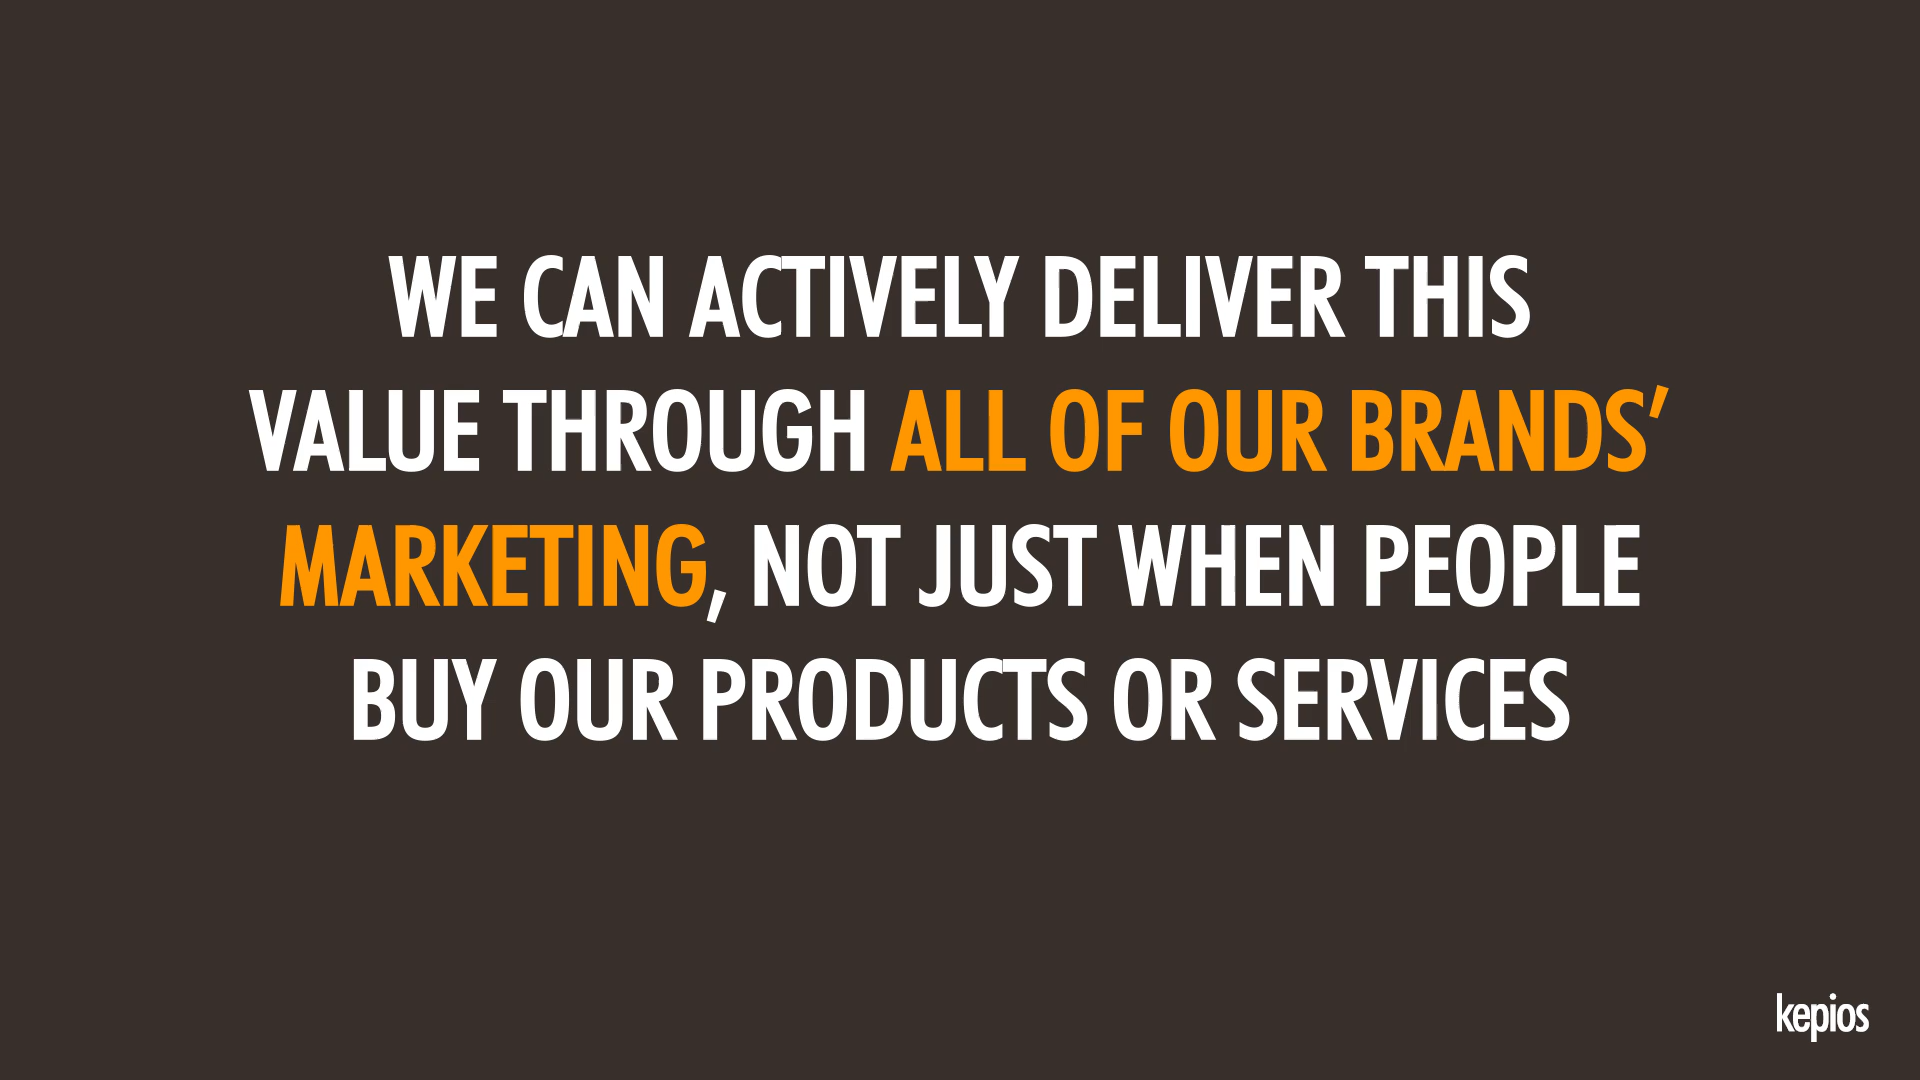 WE CAN ACTIVELY DELIVER THIS
VALUE THROUGH ALL OF OUR BRANDS’
MARKETING, NOT JUST WHEN PEOPLE
BUY OUR PRODUCTS OR SERVICES
kepios